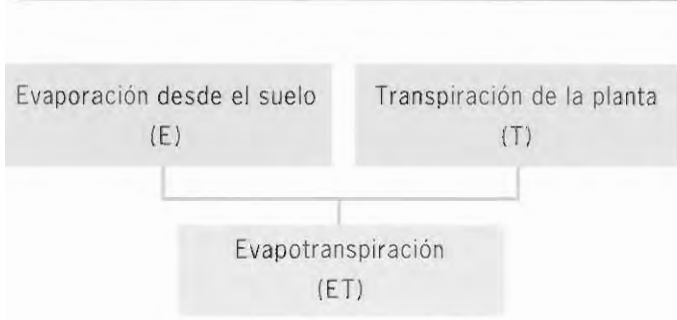 Evaporación desde el suelo
(E)
Transpiración de la planta
(T)
Evapotranspiración
(ET)